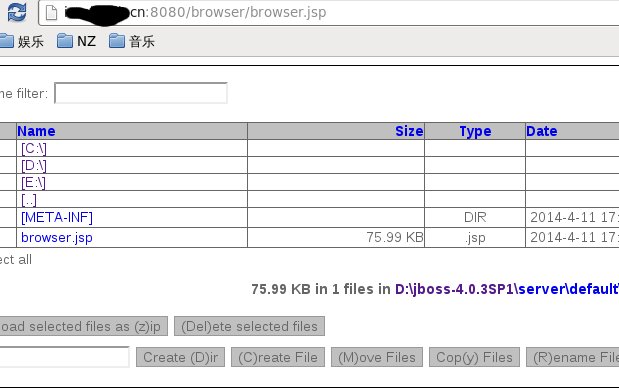 cn:8080/browser/browser.jsp
娱乐 NZ 音乐
me filter:
Name Size Type Date
[C:\]
[D:\]
[E:\]
[..]
[META-INF] DIR 2014-4-11 17:
browser.jsp 75.99 KB .jsp 2014-4-11 17:
ect all
75.99 KB in 1 files in D:\jboss-4.0.3SP1\server\default\
oad selected files as (z)ip (Del)ete selected files
Create (D)ir (C)reate File (M)ove Files Cop(y) Files (R)ename File